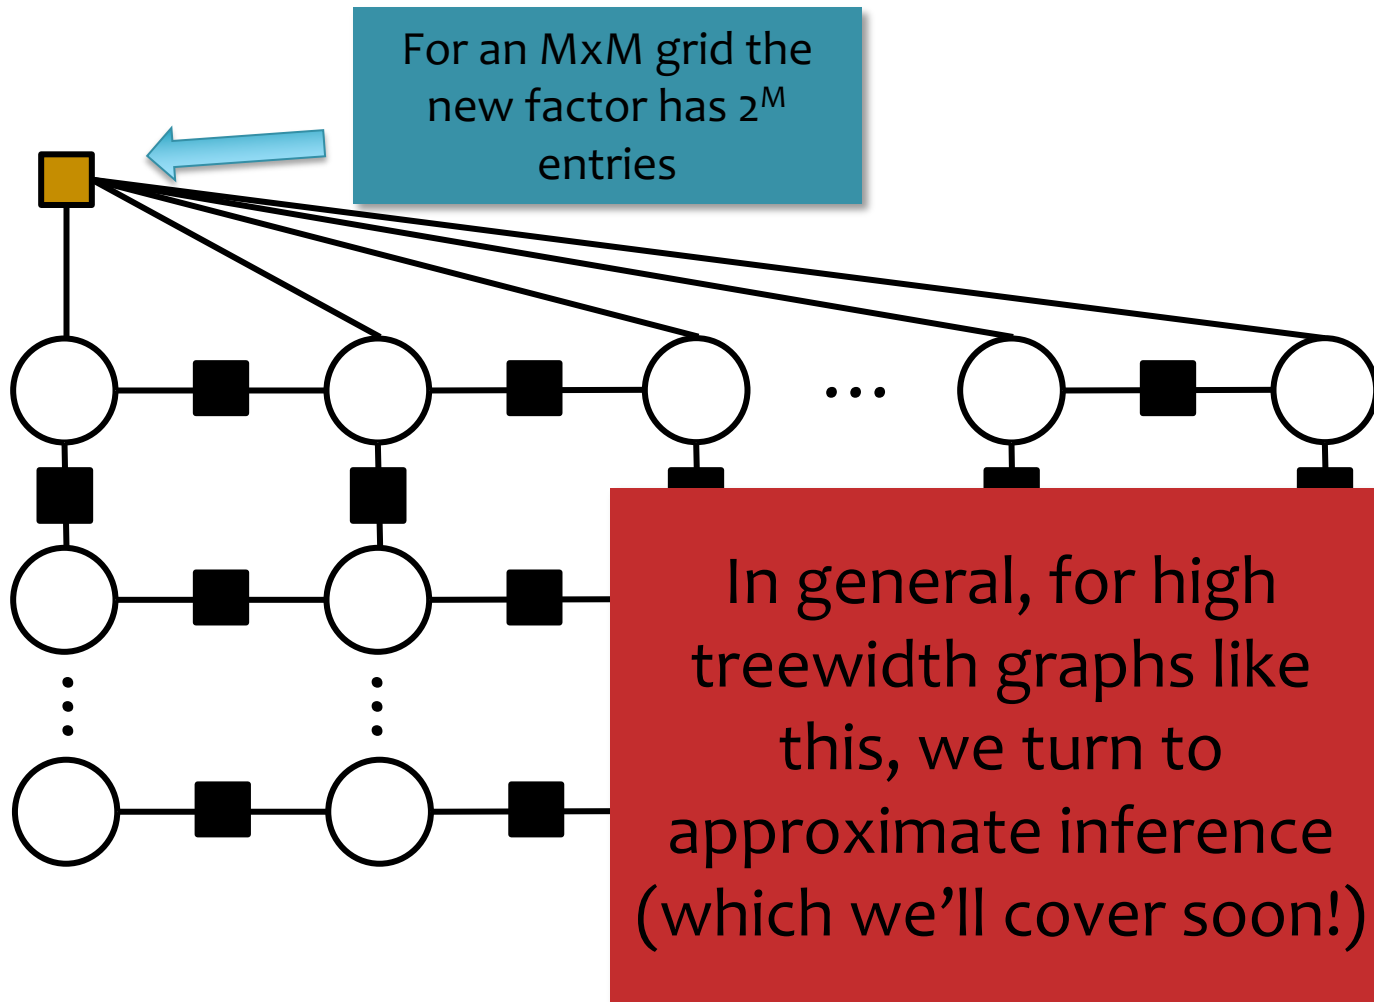 For an MxM grid the
new factor has 2ᴹ
entries
...
In general, for high
treewidth graphs like
this, we turn to
approximate inference
(which we’ll cover soon!)